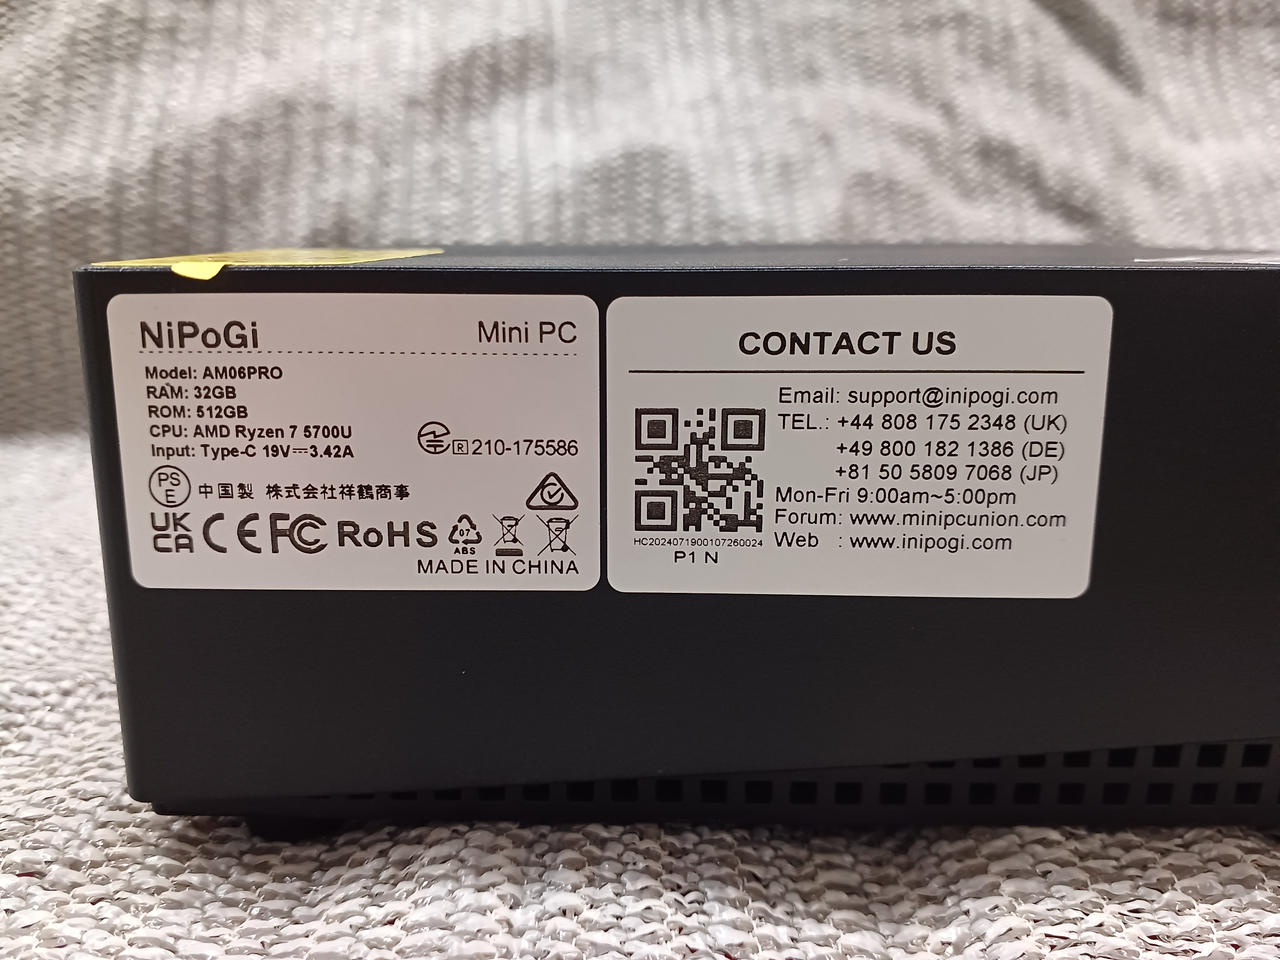 NiPoGi Mini PC
Model: AM06PRO
RAM: 32GB
ROM: 512GB
CPU: AMD Ryzen 7 5700U
Input: Type-C 19V⎓3.42A
R 210-175586
PS E 中国製 株式会社祥鶴商事
UK CA CE FC RoHS 07 ABS
MADE IN CHINA
CONTACT US
Email: support@inipogi.com
TEL.: +44 808 175 2348 (UK)
+49 800 182 1386 (DE)
+81 50 5809 7068 (JP)
Mon-Fri 9:00am~5:00pm
Forum: www.minipcunion.com
Web : www.inipogi.com
HC2024071900107260024
P1 N